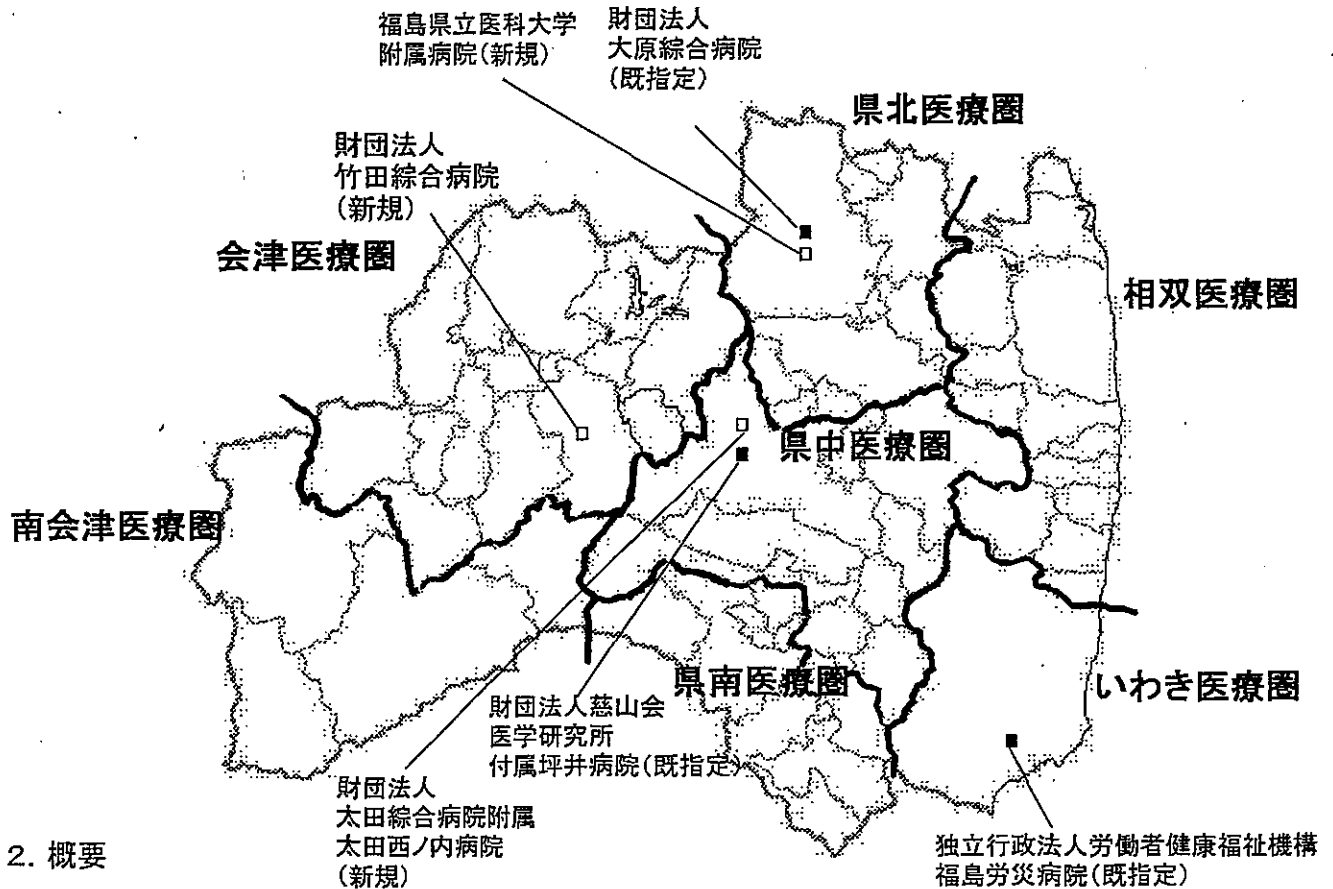 福島県立医科大学
附属病院(新規)
財団法人
大原綜合病院
(既指定)
県北医療圏
財団法人
竹田綜合病院
(新規)
会津医療圏
相双医療圏
県中医療圏
南会津医療圏
県南医療圏
いわき医療圏
財団法人慈山会
医学研究所
付属坪井病院(既指定)
財団法人
太田綜合病院附属
太田西ノ内病院
(新規)
独立行政法人労働者健康福祉機構
福島労災病院(既指定)
2. 概要